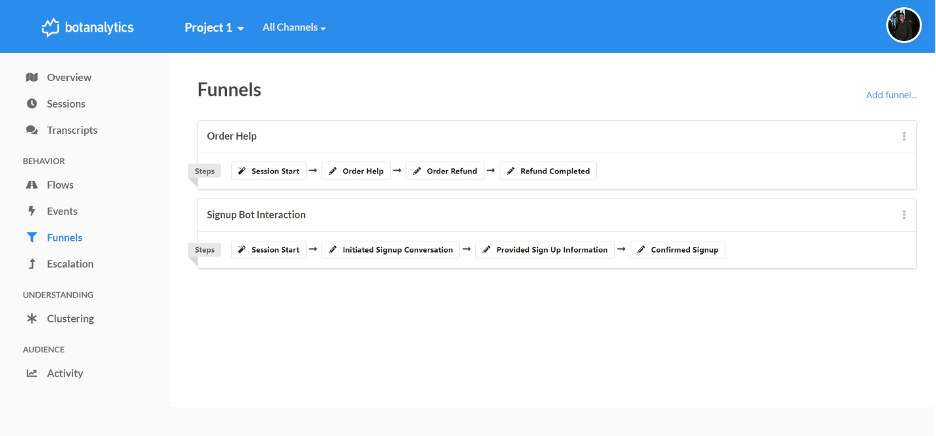 botanalytics
Project 1
All Channels
Overview
Sessions
Transcripts
BEHAVIOR
Flows
Events
Funnels
Escalation
UNDERSTANDING
Clustering
AUDIENCE
Activity
Funnels
Add funnel...
Order Help
Steps Session Start → Order Help → Order Refund → Refund Completed
Signup Bot Interaction
Steps Session Start → Initiated Signup Conversation → Provided Sign Up Information → Confirmed Signup